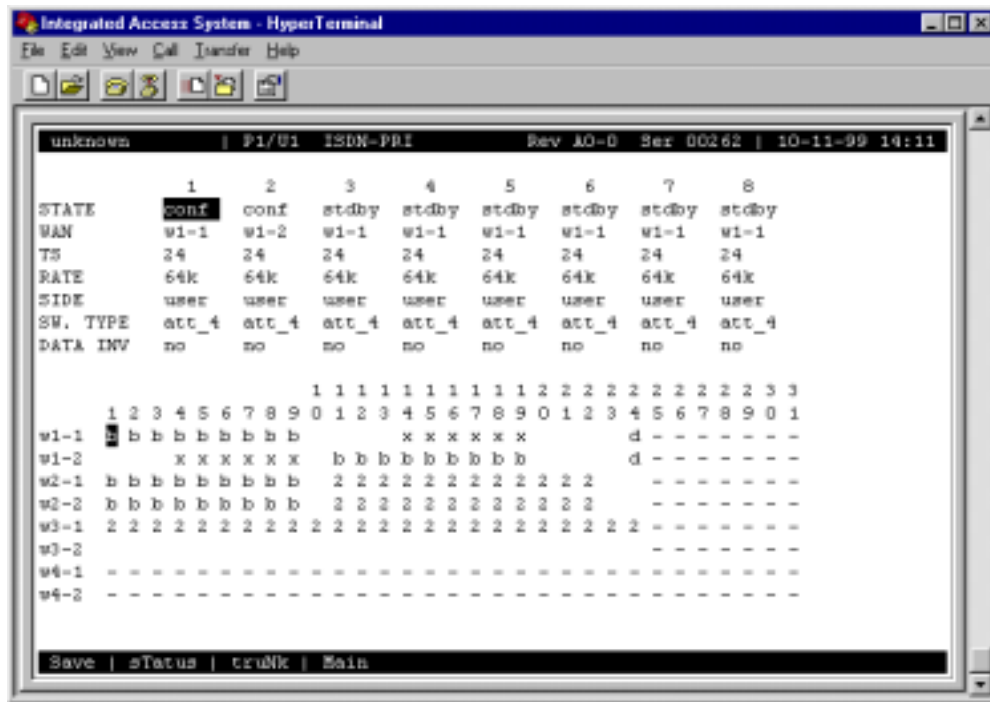 Integrated Access System - HyperTerminal
File Edit View Call Transfer Help
unknown | P1/U1 ISDN-PRI Rev A0-0 Ser 00262 | 10-11-99 14:11
1 2 3 4 5 6 7 8
STATE conf conf stdby stdby stdby stdby stdby stdby
WAN w1-1 w1-2 w1-1 w1-1 w1-1 w1-1 w1-1 w1-1
TS 24 24 24 24 24 24 24 24
RATE 64k 64k 64k 64k 64k 64k 64k 64k
SIDE user user user user user user user user
SW. TYPE att_4 att_4 att_4 att_4 att_4 att_4 att_4 att_4
DATA INV no no no no no no no no
1 1 1 1 1 1 1 1 1 1 2 2 2 2 2 2 2 2 2 2 3 3
1 2 3 4 5 6 7 8 9 0 1 2 3 4 5 6 7 8 9 0 1 2 3 4 5 6 7 8 9 0 1
w1-1 b b b b b b b b b x x x x x x d - - - - - - -
w1-2 x x x x x x b b b b b b b b b d - - - - - - -
w2-1 b b b b b b b b b 2 2 2 2 2 2 2 2 2 2 2 2 - - - - - - -
w2-2 b b b b b b b b b 2 2 2 2 2 2 2 2 2 2 2 2 - - - - - - -
w3-1 2 2 2 2 2 2 2 2 2 2 2 2 2 2 2 2 2 2 2 2 2 2 2 2 - - - - - - -
w3-2 - - - - - - -
w4-1 - - - - - - - - - - - - - - - - - - - - - - - - - - - - - - -
w4-2 - - - - - - - - - - - - - - - - - - - - - - - - - - - - - - -
Save | sTatus | truNk | Main